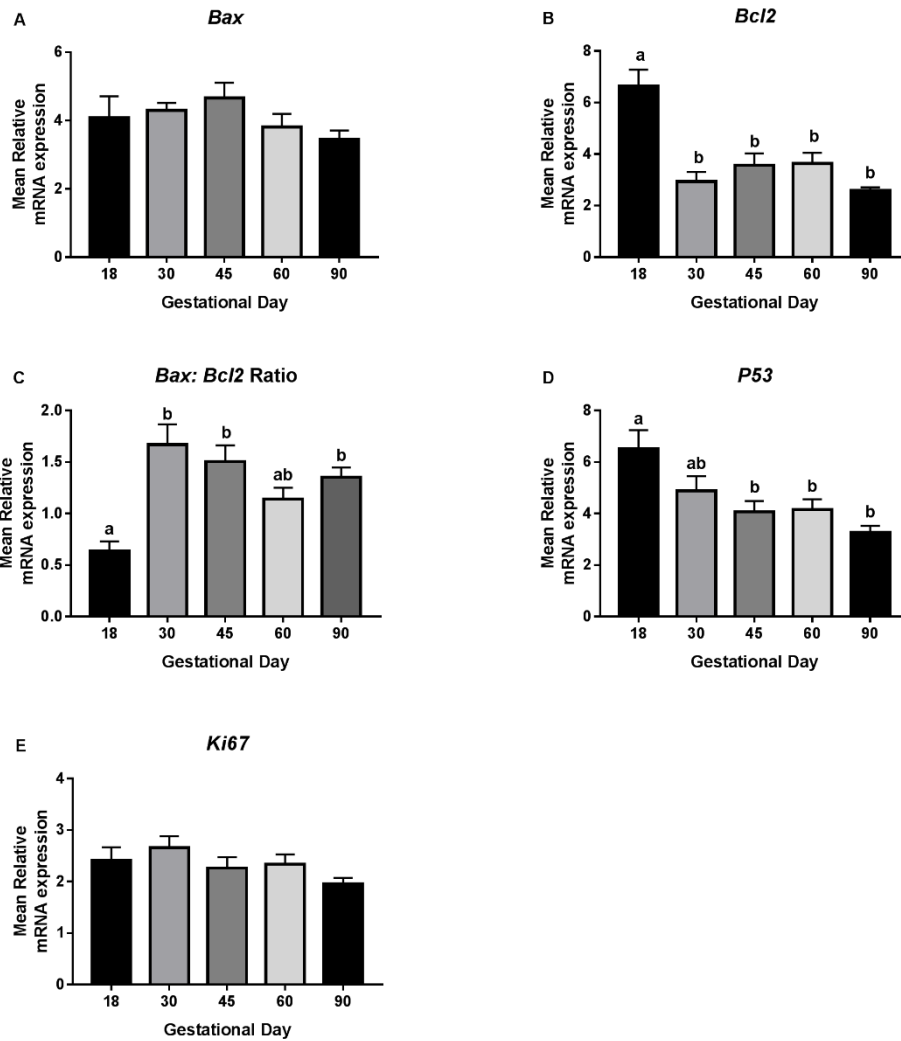 A
Bax
Mean Relative
mRNA expression
6
4
2
0
18 30 45 60 90
Gestational Day
B
Bcl2
Mean Relative
mRNA expression
8
6
4
2
0
a
b
b
b
b
18 30 45 60 90
Gestational Day
C
Bax: Bcl2 Ratio
Mean Relative
mRNA expression
2.0
1.5
1.0
0.5
0.0
a
b
b
ab
b
18 30 45 60 90
Gestational Day
D
P53
Mean Relative
mRNA expression
8
6
4
2
0
a
ab
b
b
b
18 30 45 60 90
Gestational Day
E
Ki67
Mean Relative
mRNA expression
4
3
2
1
0
18 30 45 60 90
Gestational Day